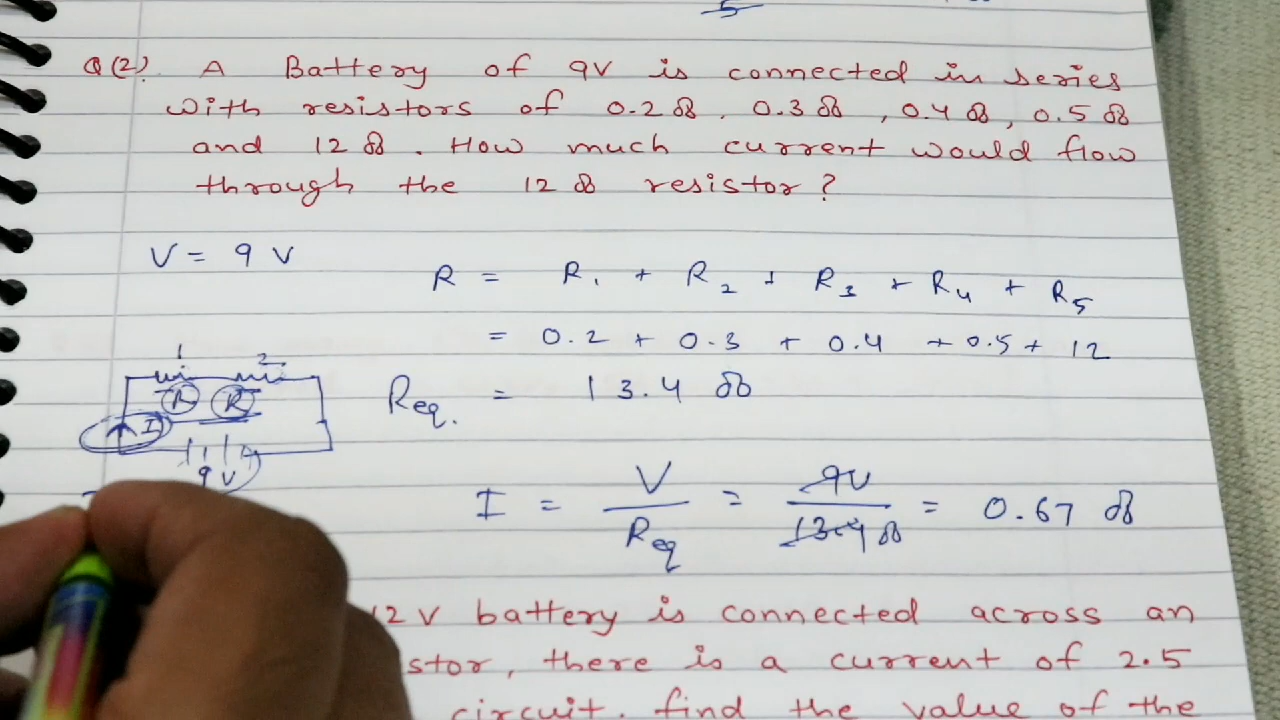 Q(2). A Battery of 9V is connected in series
with resistors of 0.2 Ω, 0.3 Ω, 0.4 Ω, 0.5 Ω
and 12 Ω. How much current would flow
through the 12 Ω resistor?
V = 9 V
R = R1 + R2 + R3 + R4 + R5
= 0.2 + 0.3 + 0.4 + 0.5 + 12
Req. = 13.4 Ω
1 2
R R
I
9 V
I = V/Req = 9V/13.4 Ω = 0.67 Ω
12 V battery is connected across an
stor, there is a current of 2.5
circuit. find the value of the